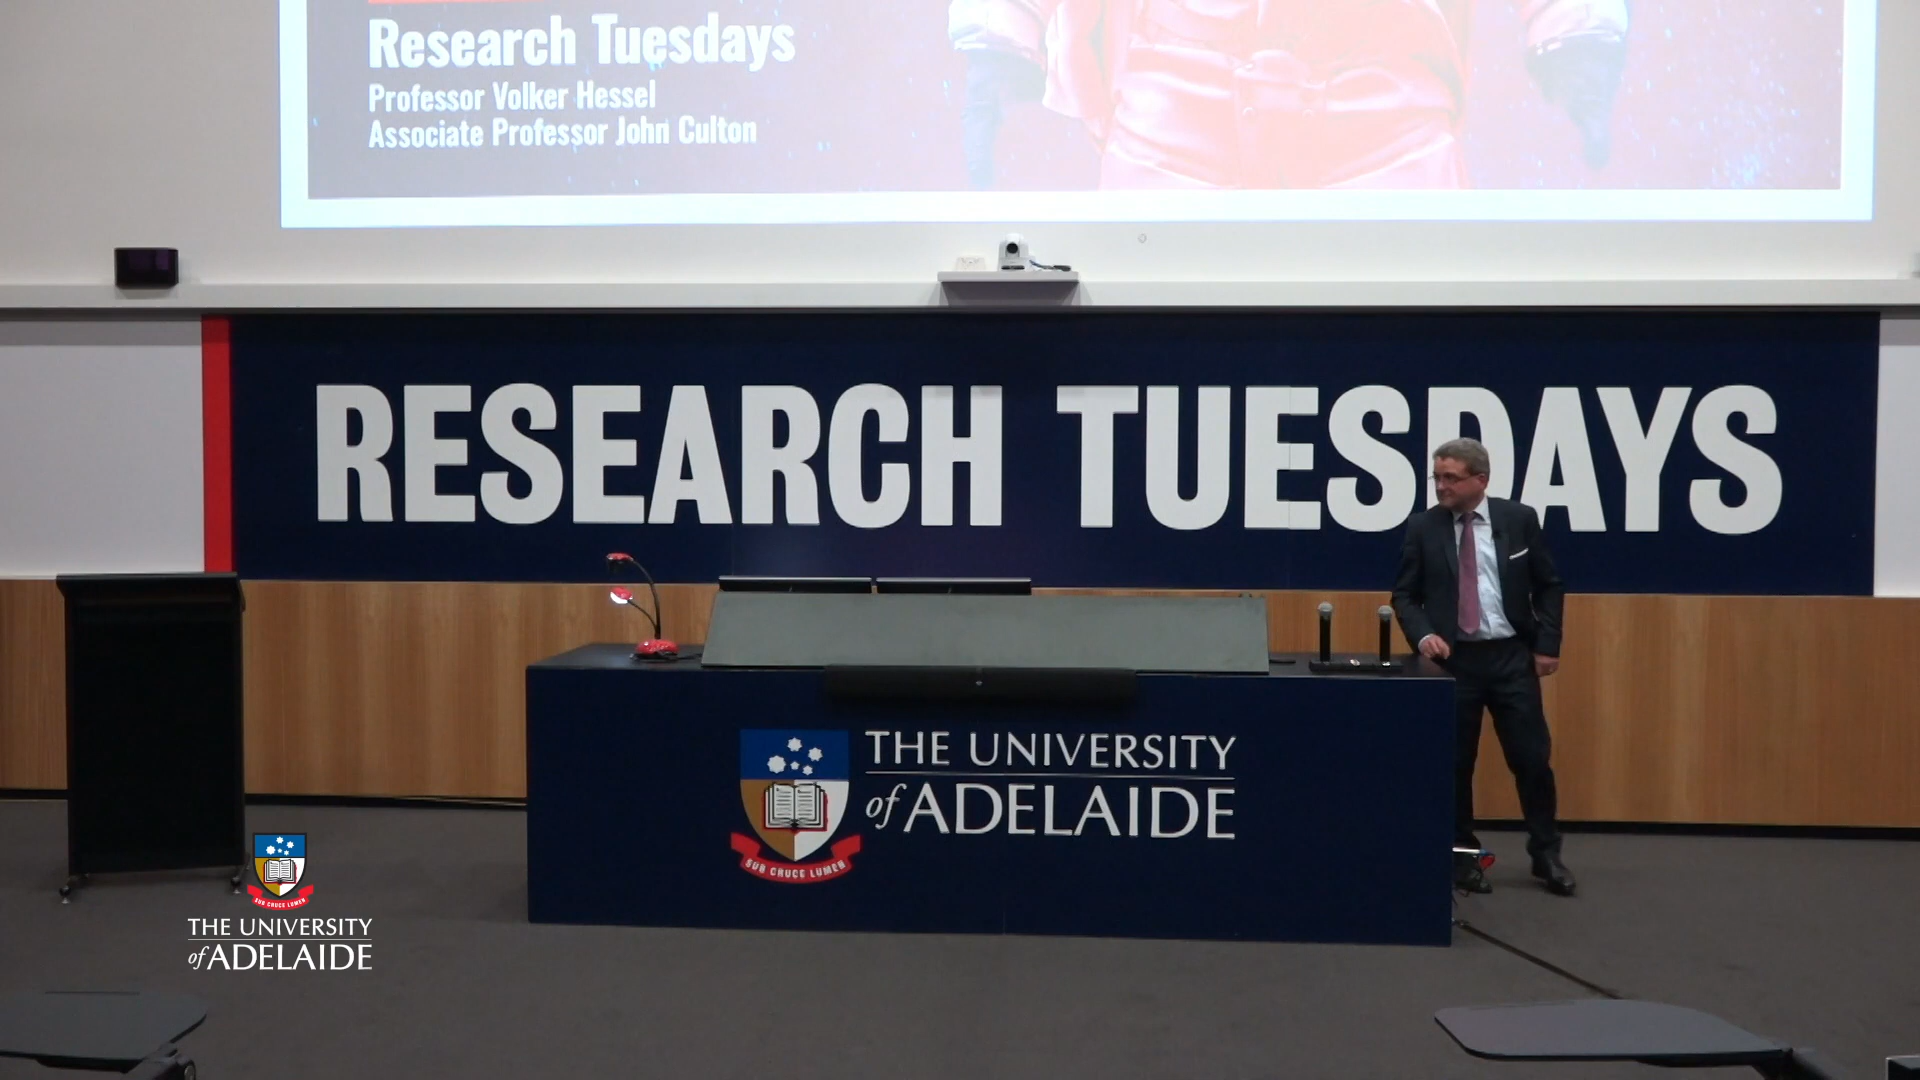 Research Tuesdays
Professor Volker Hessel
Associate Professor John Culton
RESEARCH TUESDAYS
THE UNIVERSITY
of ADELAIDE
SUB CRUCE LUMEN
SUB CRUCE LUMEN
THE UNIVERSITY
of ADELAIDE